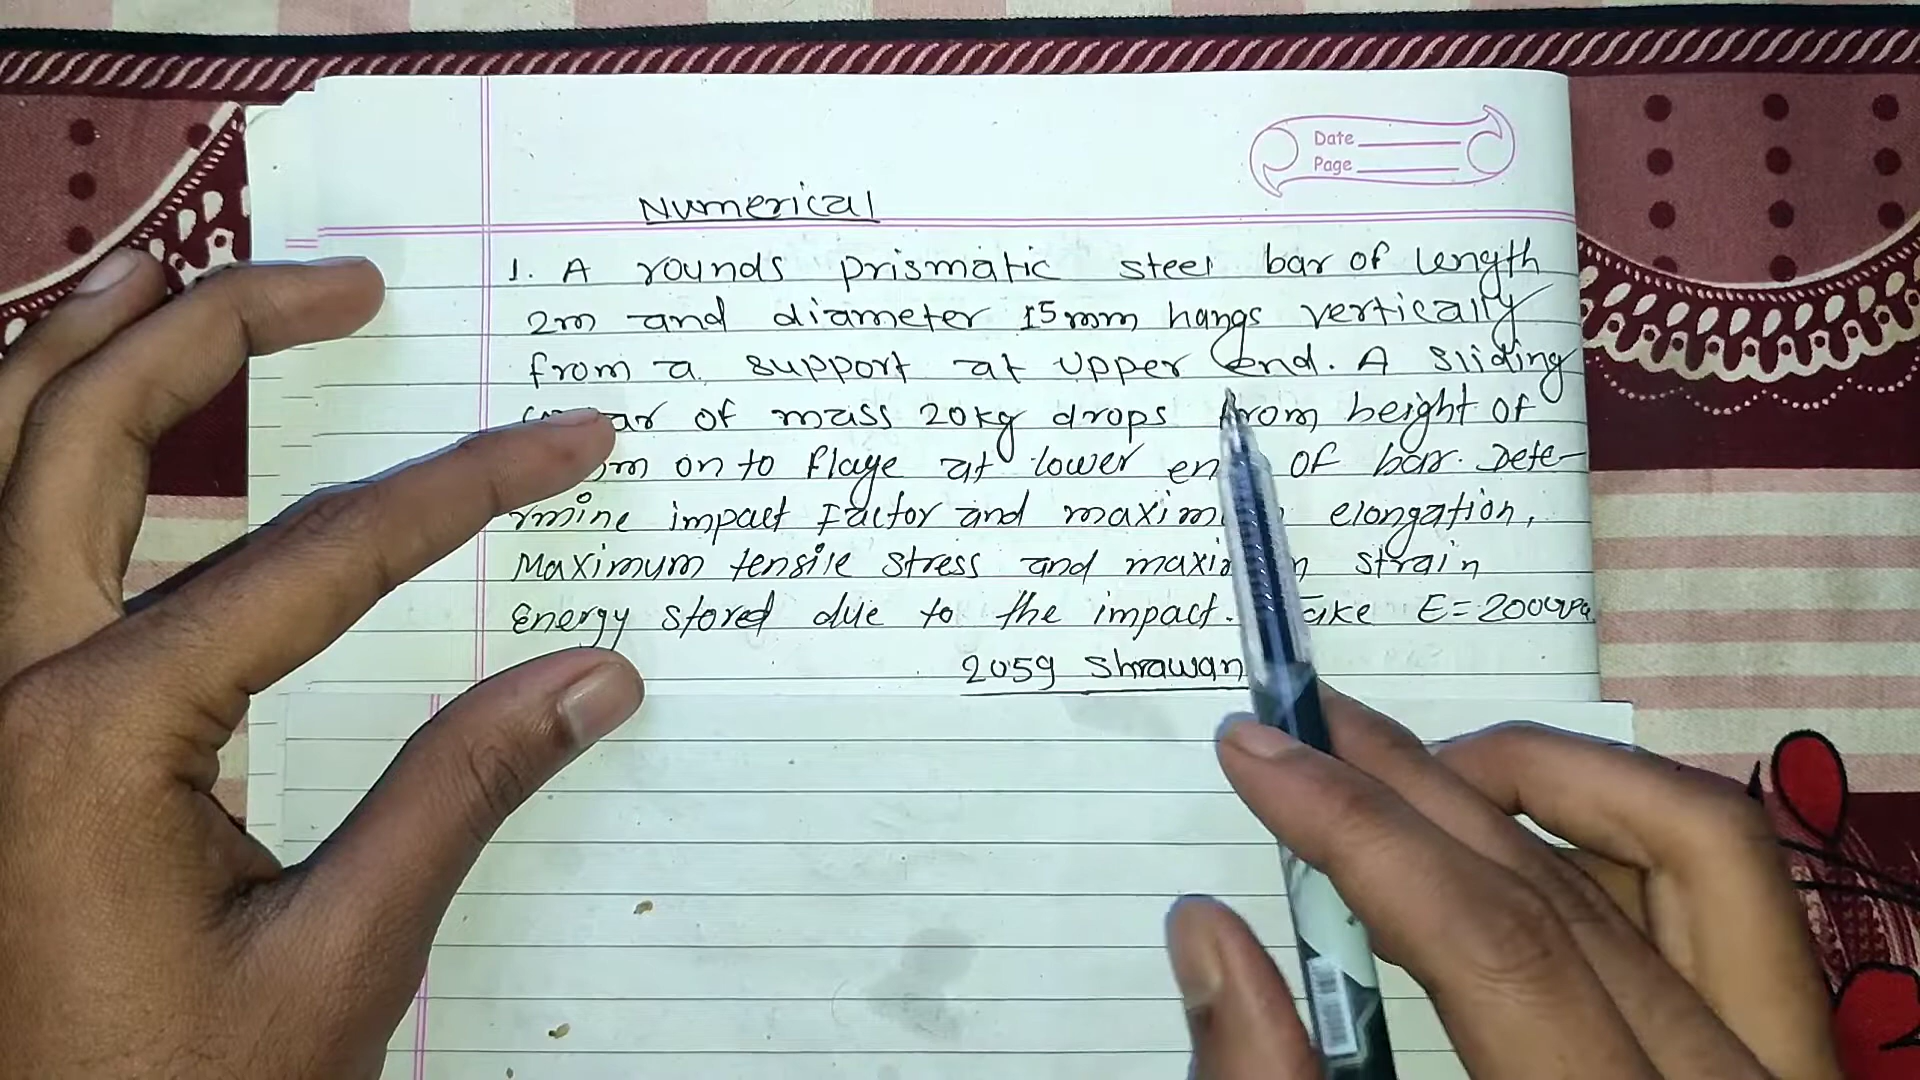 Date
Page
Numerical
1. A rounds prismatic steel bar of length
2m and diameter 15mm hangs vertically
from a support at upper end. A sliding
of mass 20kg drops from height of
on to flage at lower of bar. Dete-
rmine impact Factor and elongation,
Maximum tensile stress and strain
Energy stored due to the impact. E=200GPa.
2059 Shrawan